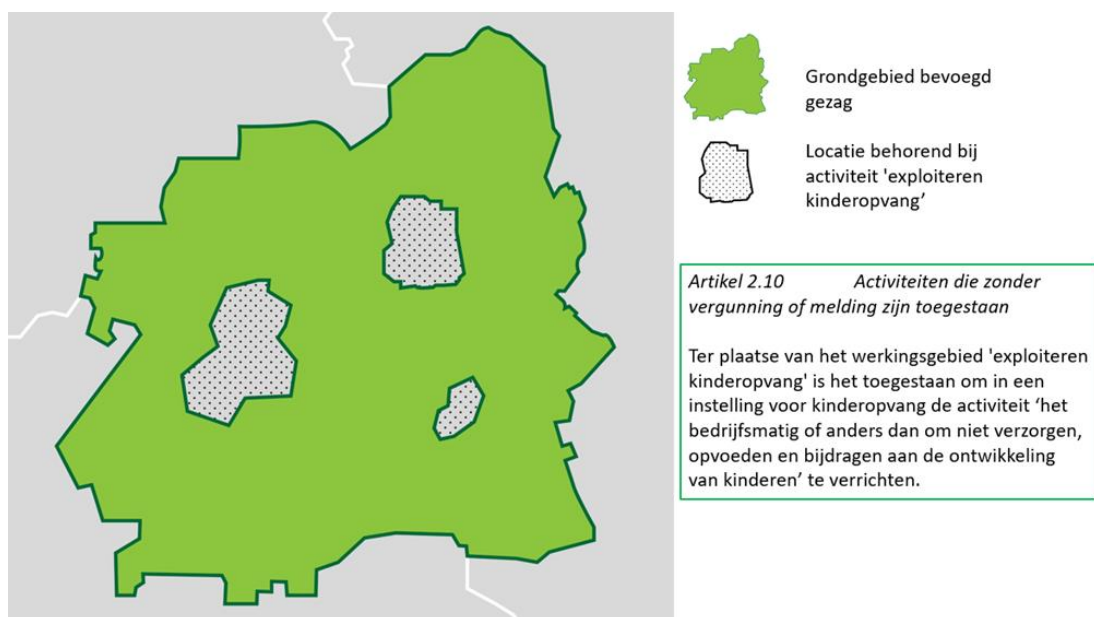 Grondgebied bevoegd
gezag
Locatie behorend bij
activiteit 'exploiteren
kinderopvang’
Artikel 2.10 Activiteiten die zonder
vergunning of melding zijn toegestaan
Ter plaatse van het werkingsgebied 'exploiteren
kinderopvang' is het toegestaan om in een
instelling voor kinderopvang de activiteit ‘het
bedrijfsmatig of anders dan om niet verzorgen,
opvoeden en bijdragen aan de ontwikkeling
van kinderen’ te verrichten.